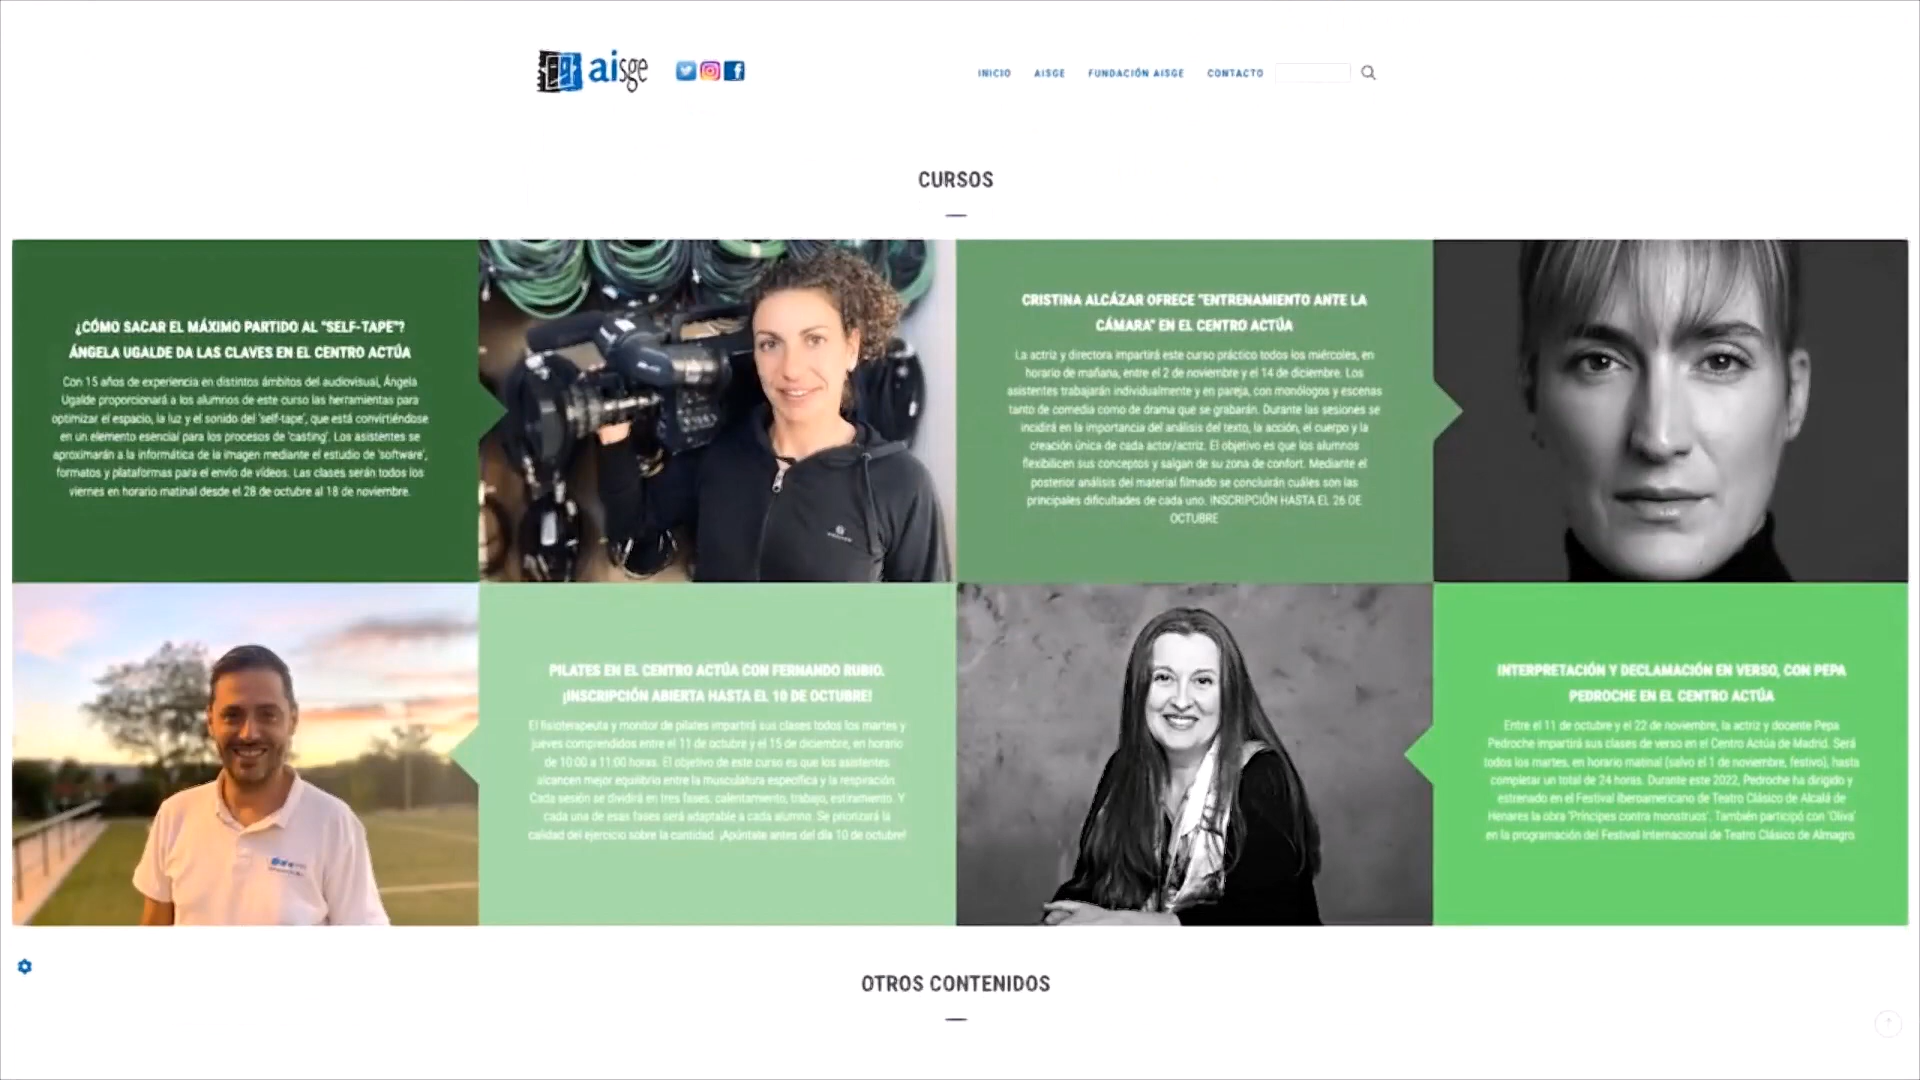 aisge
INICIO
AISGE
FUNDACIÓN AISGE
CONTACTO
CURSOS
¿CÓMO SACAR EL MÁXIMO PARTIDO AL "SELF-TAPE"?
ÁNGELA UGALDE DA LAS CLAVES EN EL CENTRO ACTÚA
Con 15 años de experiencia en distintos ámbitos del audiovisual, Ángela
Ugalde proporcionará a los alumnos de este curso las herramientas para
optimizar el espacio, la luz y el sonido del 'self-tape', que está convirtiéndose
en un elemento esencial para los procesos de 'casting'. Los asistentes se
aproximarán a la informática de la imagen mediante el estudio de 'software',
formatos y plataformas para el envío de vídeos. Las clases serán todos los
viernes en horario matinal desde el 28 de octubre al 18 de noviembre.
CRISTINA ALCÁZAR OFRECE "ENTRENAMIENTO ANTE LA
CÁMARA" EN EL CENTRO ACTÚA
La actriz y directora impartirá este curso práctico todos los miércoles, en
horario de mañana, entre el 2 de noviembre y el 14 de diciembre. Los
asistentes trabajarán individualmente y en pareja, con monólogos y escenas
tanto de comedia como de drama que se grabarán. Durante las sesiones se
incidirá en la importancia del análisis del texto, la acción, el cuerpo y la
creación única de cada actor/actriz. El objetivo es que los alumnos
flexibilicen sus conceptos y salgan de su zona de confort. Mediante el
posterior análisis del material filmado se concluirán cuáles son las
principales dificultades de cada uno. INSCRIPCIÓN HASTA EL 26 DE
OCTUBRE
PILATES EN EL CENTRO ACTÚA CON FERNANDO RUBIO.
¡INSCRIPCIÓN ABIERTA HASTA EL 10 DE OCTUBRE!
El fisioterapeuta y monitor de pilates impartirá sus clases todos los martes y
jueves comprendidos entre el 11 de octubre y el 15 de diciembre, en horario
de 10:00 a 11:00 horas. El objetivo de este curso es que los asistentes
alcancen mejor equilibrio entre la musculatura específica y la respiración.
Cada sesión se dividirá en tres fases: calentamiento, trabajo, estiramiento. Y
cada una de esas fases será adaptable a cada alumno. Se priorizará la
calidad del ejercicio sobre la cantidad. ¡Apúntate antes del día 10 de octubre!
INTERPRETACIÓN Y DECLAMACIÓN EN VERSO, CON PEPA
PEDROCHE EN EL CENTRO ACTÚA
Entre el 11 de octubre y el 22 de noviembre, la actriz y docente Pepa
Pedroche impartirá sus clases de verso en el Centro Actúa de Madrid. Será
todos los martes, en horario matinal (salvo el 1 de noviembre, festivo), hasta
completar un total de 24 horas. Durante este 2022, Pedroche ha dirigido y
estrenado en el Festival Iberoamericano de Teatro Clásico de Alcalá de
Henares la obra 'Príncipes contra monstruos'. También participó con 'Oliva'
en la programación del Festival Internacional de Teatro Clásico de Almagro.
OTROS CONTENIDOS